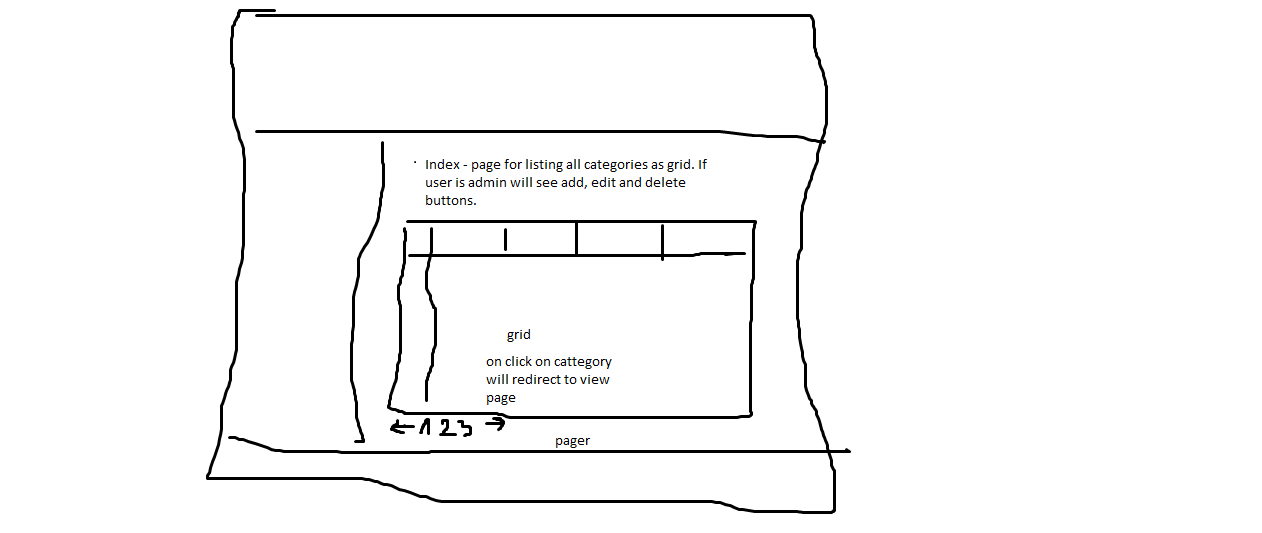 Index - page for listing all categories as grid. If
user is admin will see add, edit and delete
buttons.
grid
on click on cattegory
will redirect to view
page
← 1 2 3 →
pager